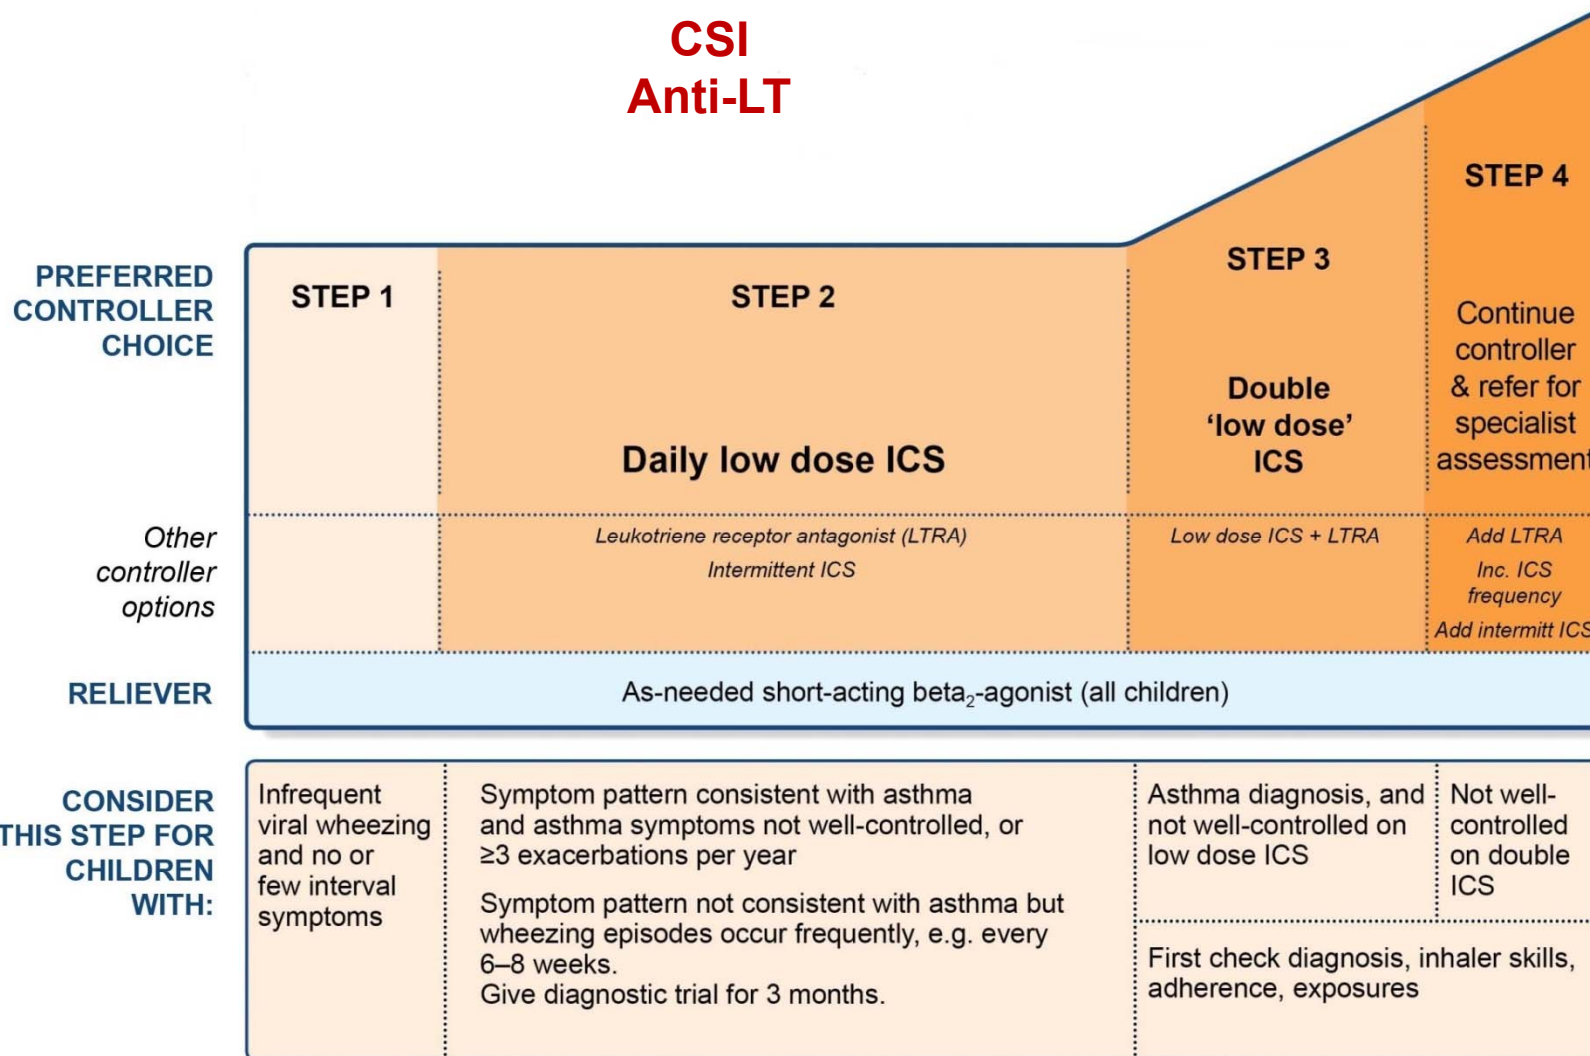 CSI
Anti-LT
PREFERRED
CONTROLLER
CHOICE
STEP 1
STEP 2
Daily low dose ICS
STEP 3
Double
‘low dose’
ICS
STEP 4
Continue
controller
& refer for
specialist
assessment
Other
controller
options
Leukotriene receptor antagonist (LTRA)
Intermittent ICS
Low dose ICS + LTRA
Add LTRA
Inc. ICS
frequency
Add intermitt ICS
RELIEVER
As-needed short-acting beta₂-agonist (all children)
CONSIDER
THIS STEP FOR
CHILDREN
WITH:
Infrequent
viral wheezing
and no or
few interval
symptoms
Symptom pattern consistent with asthma
and asthma symptoms not well-controlled, or
≥3 exacerbations per year
Symptom pattern not consistent with asthma but
wheezing episodes occur frequently, e.g. every
6–8 weeks.
Give diagnostic trial for 3 months.
Asthma diagnosis, and
not well-controlled on
low dose ICS
Not well-
controlled
on double
ICS
First check diagnosis, inhaler skills,
adherence, exposures